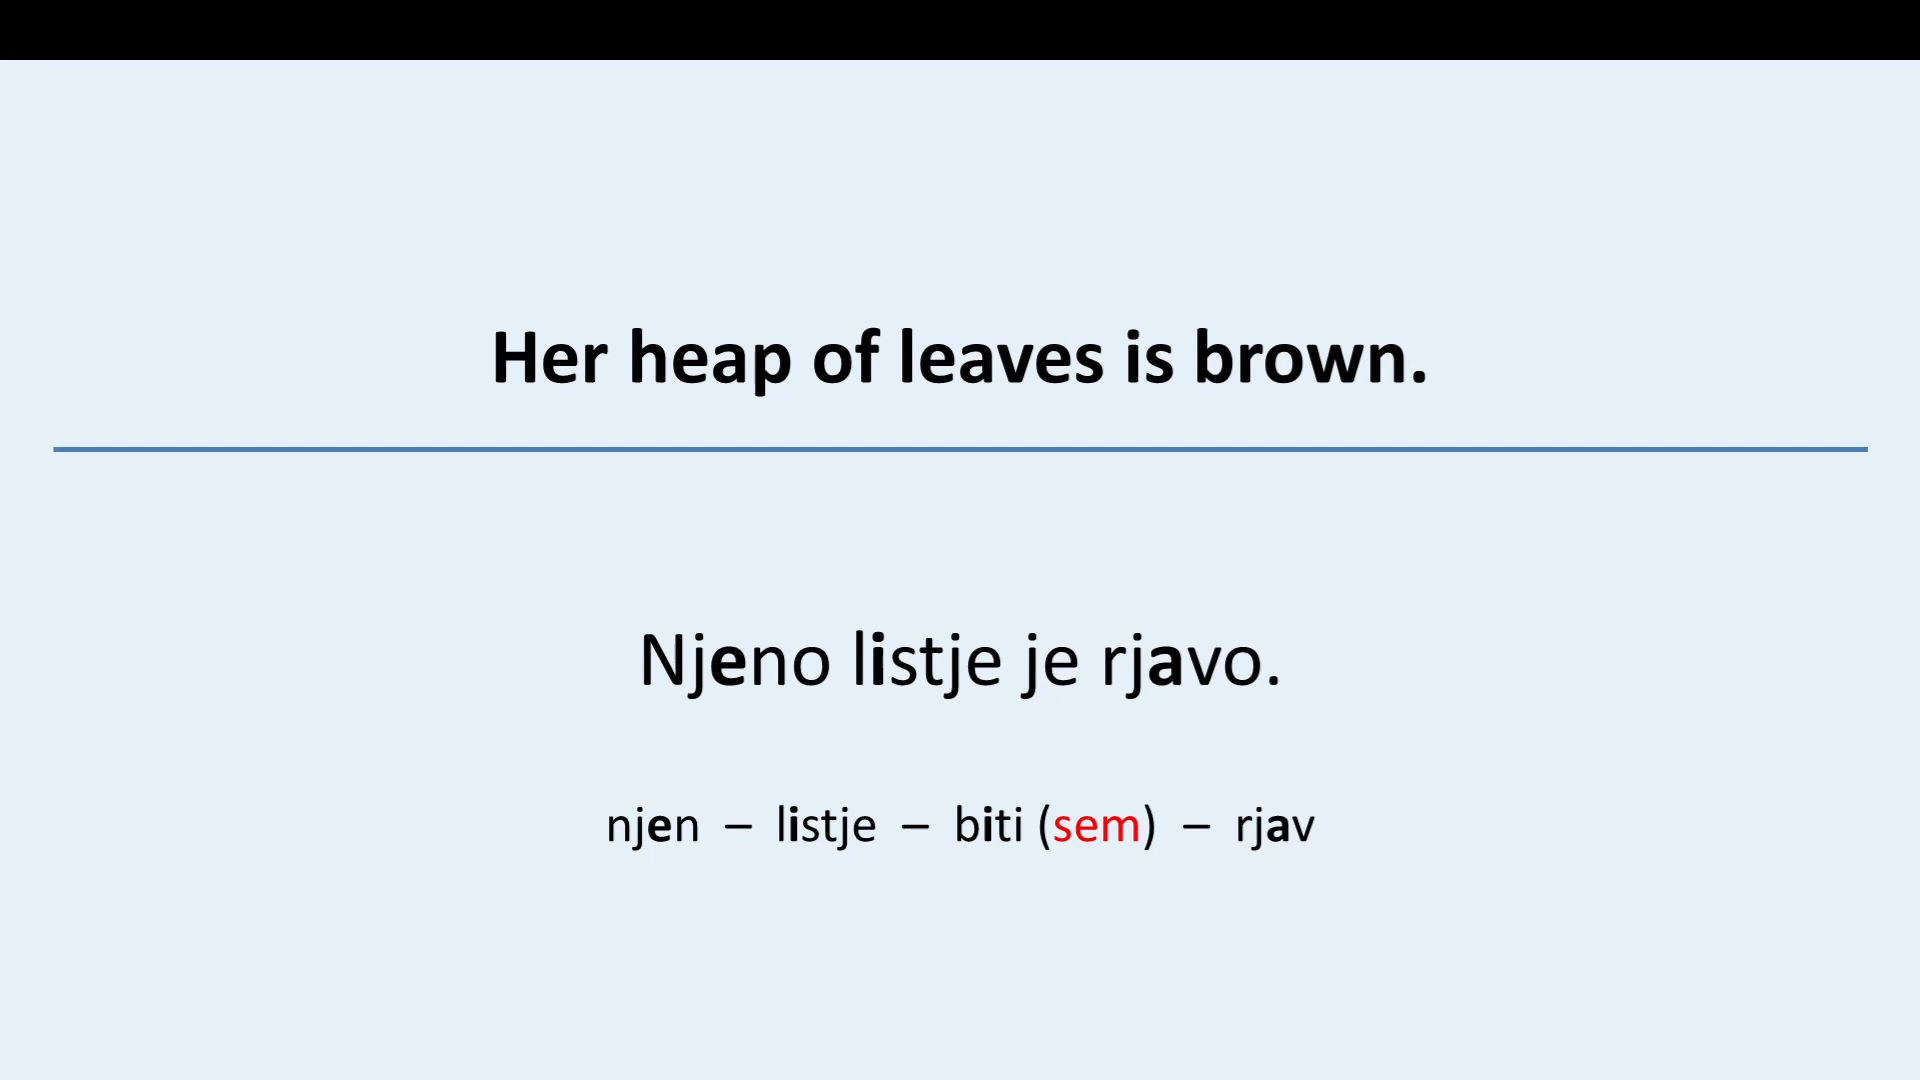 Her heap of leaves is brown.
Njeno listje je rjavo.
njen – listje – biti (sem) – rjav